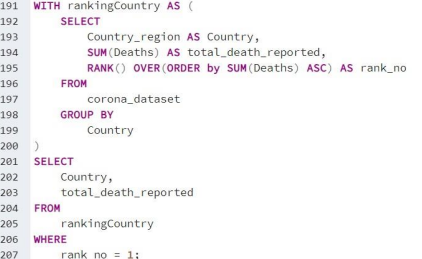 191 WITH rankingCountry AS (
192     SELECT
193         Country_region AS Country,
194         SUM(Deaths) AS total_death_reported,
195         RANK() OVER(ORDER by SUM(Deaths) ASC) AS rank_no
196     FROM
197         corona_dataset
198     GROUP BY
199         Country
200 )
201 SELECT
202     Country,
203     total_death_reported
204 FROM
205     rankingCountry
206 WHERE
207     rank_no = 1;